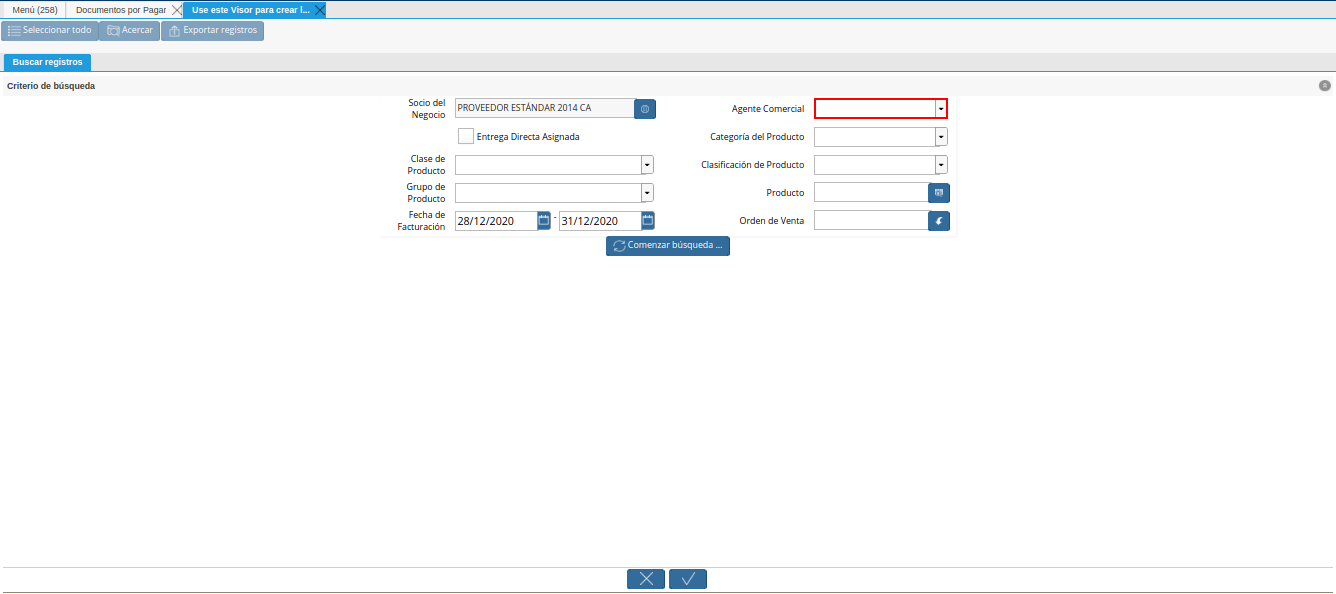 Menú (258) Documentos por Pagar Use este Visor para crear l...
Seleccionar todo Acercar Exportar registros
Buscar registros
Criterio de búsqueda
Socio del
Negocio
PROVEEDOR ESTÁNDAR 2014 CA
Agente Comercial
Entrega Directa Asignada
Categoría del Producto
Clase de
Producto
Clasificación de Producto
Grupo de
Producto
Producto
Fecha de
Facturación
28/12/2020 - 31/12/2020
Orden de Venta
Comenzar búsqueda ...